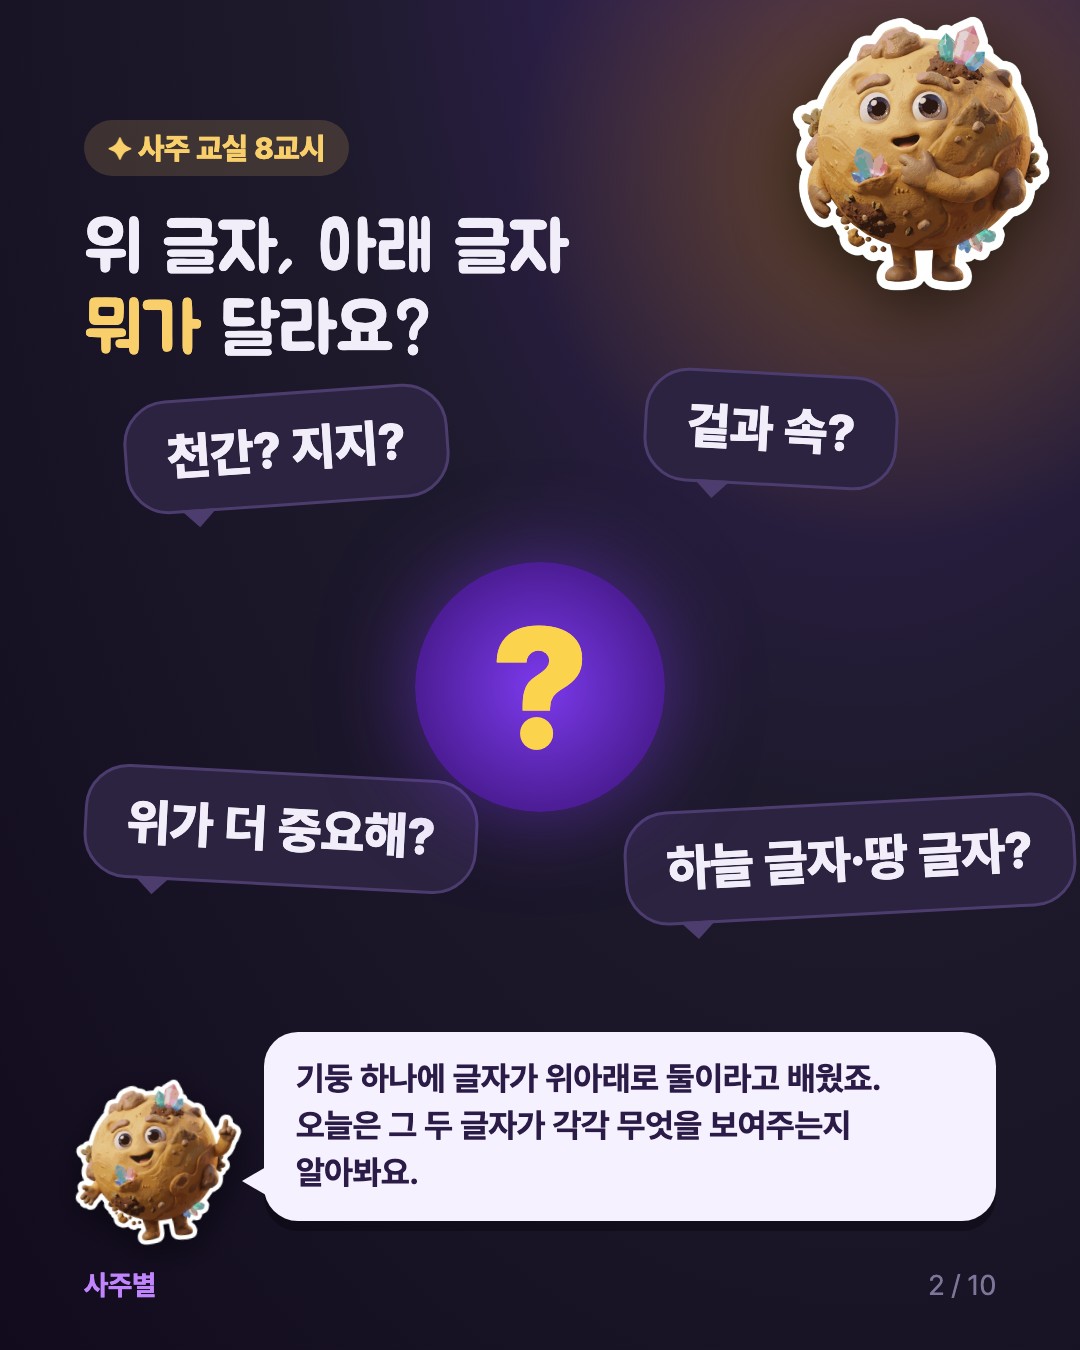 ✦ 사주 교실 8교시
위 글자, 아래 글자
뭐가 달라요?
천간? 지지?
겉과 속?
?
위가 더 중요해?
하늘 글자·땅 글자?
기둥 하나에 글자가 위아래로 둘이라고 배웠죠.
오늘은 그 두 글자가 각각 무엇을 보여주는지
알아봐요.
사주별
2 / 10